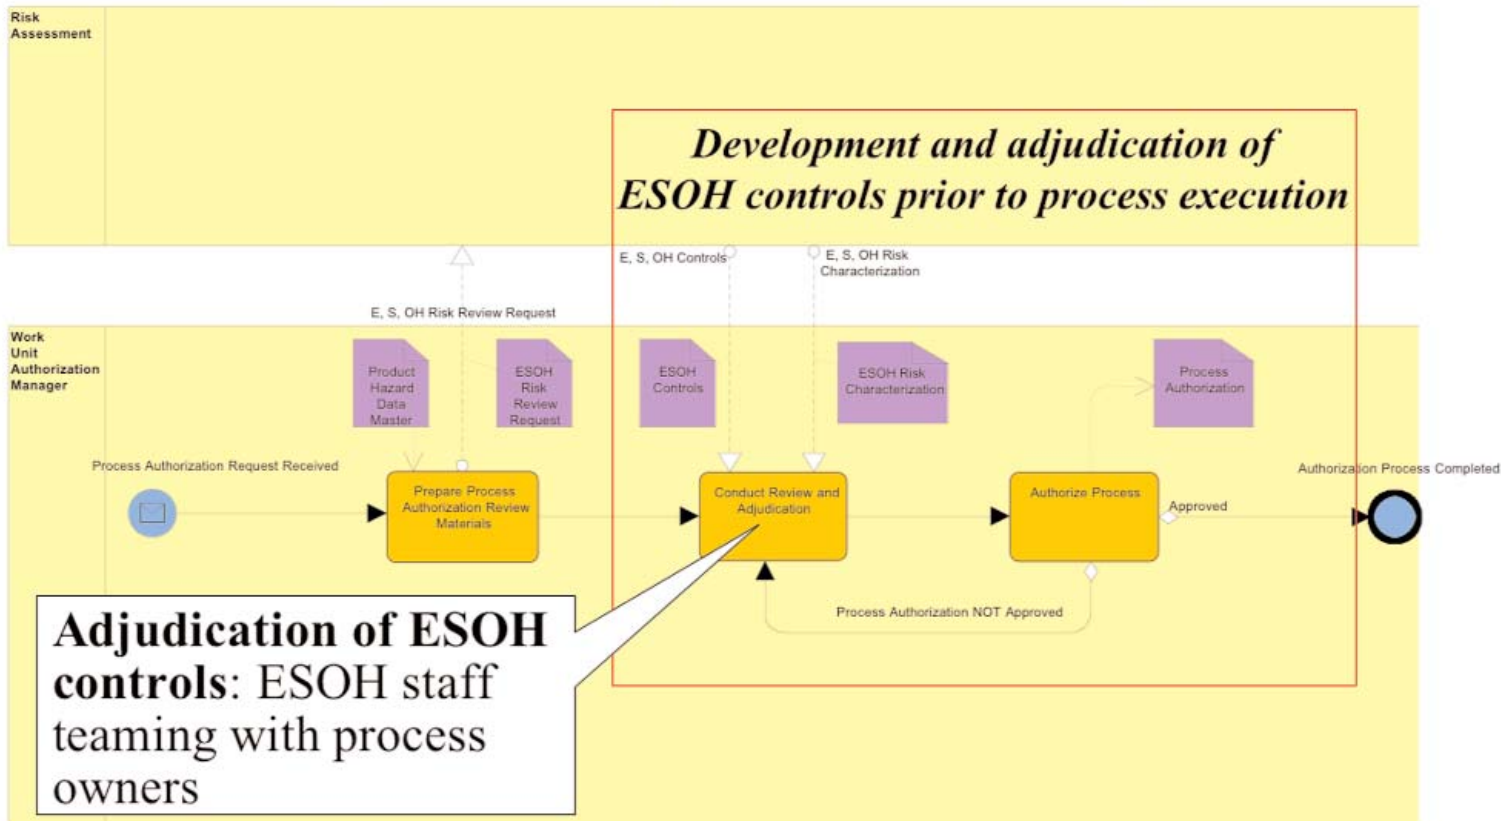 Risk
Assessment
Development and adjudication of
ESOH controls prior to process execution
E, S, OH Controls
E, S, OH Risk
Characterization
E, S, OH Risk Review Request
Work
Unit
Authorization
Manager
Product
Hazard
Data
Master
ESOH
Risk
Review
Request
ESOH
Controls
ESOH Risk
Characterization
Process
Authorization
Process Authorization Request Received
Prepare Process
Authorization Review
Materials
Conduct Review and
Adjudication
Authorize Process
Approved
Authorization Process Completed
Process Authorization NOT Approved
Adjudication of ESOH
controls: ESOH staff
teaming with process
owners